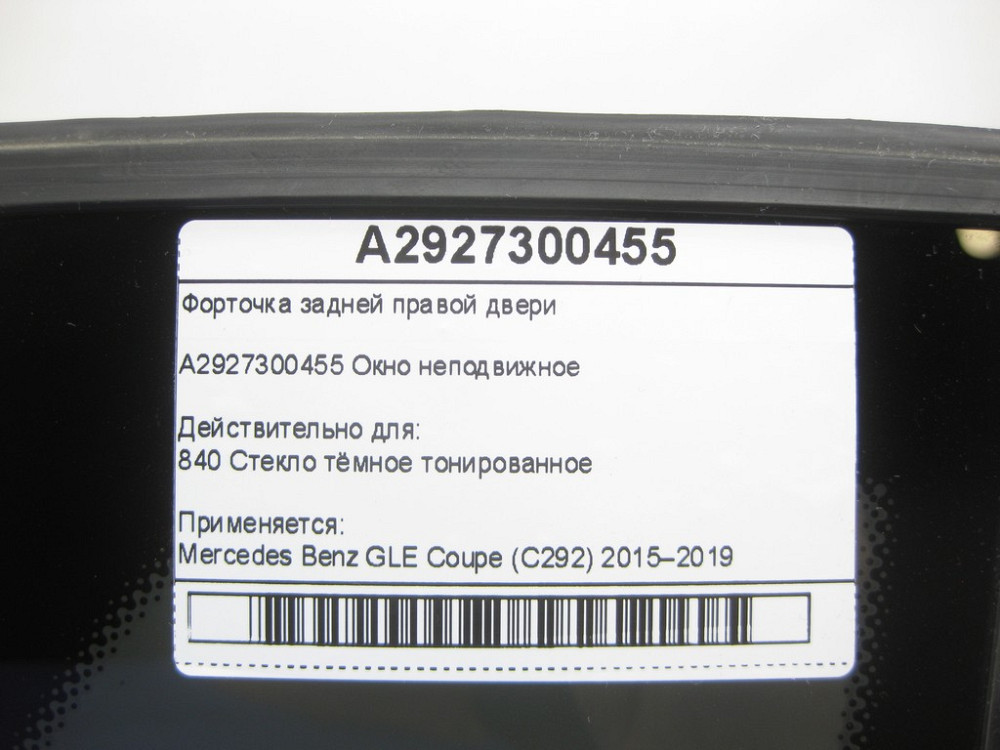 A2927300455
Форточка задней правой двери
A2927300455 Окно неподвижное
Действительно для:
840 Стекло тёмное тонированное
Применяется:
Mercedes Benz GLE Coupe (C292) 2015–2019